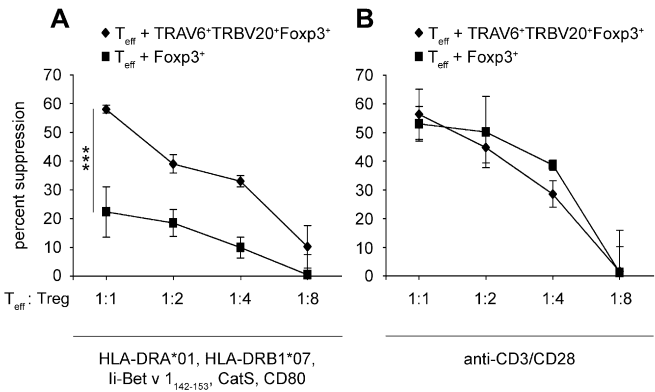 A
◆ Teff + TRAV6⁺TRBV20⁺Foxp3⁺
■ Teff + Foxp3⁺
percent suppression
70
60
50
40
30
20
10
0
***
Teff : Treg 1:1 1:2 1:4 1:8
HLA-DRA*01, HLA-DRB1*07,
Ii-Bet v 1142-153, CatS, CD80
B
◆ Teff + TRAV6⁺TRBV20⁺Foxp3⁺
■ Teff + Foxp3⁺
70
60
50
40
30
20
10
0
1:1 1:2 1:4 1:8
anti-CD3/CD28